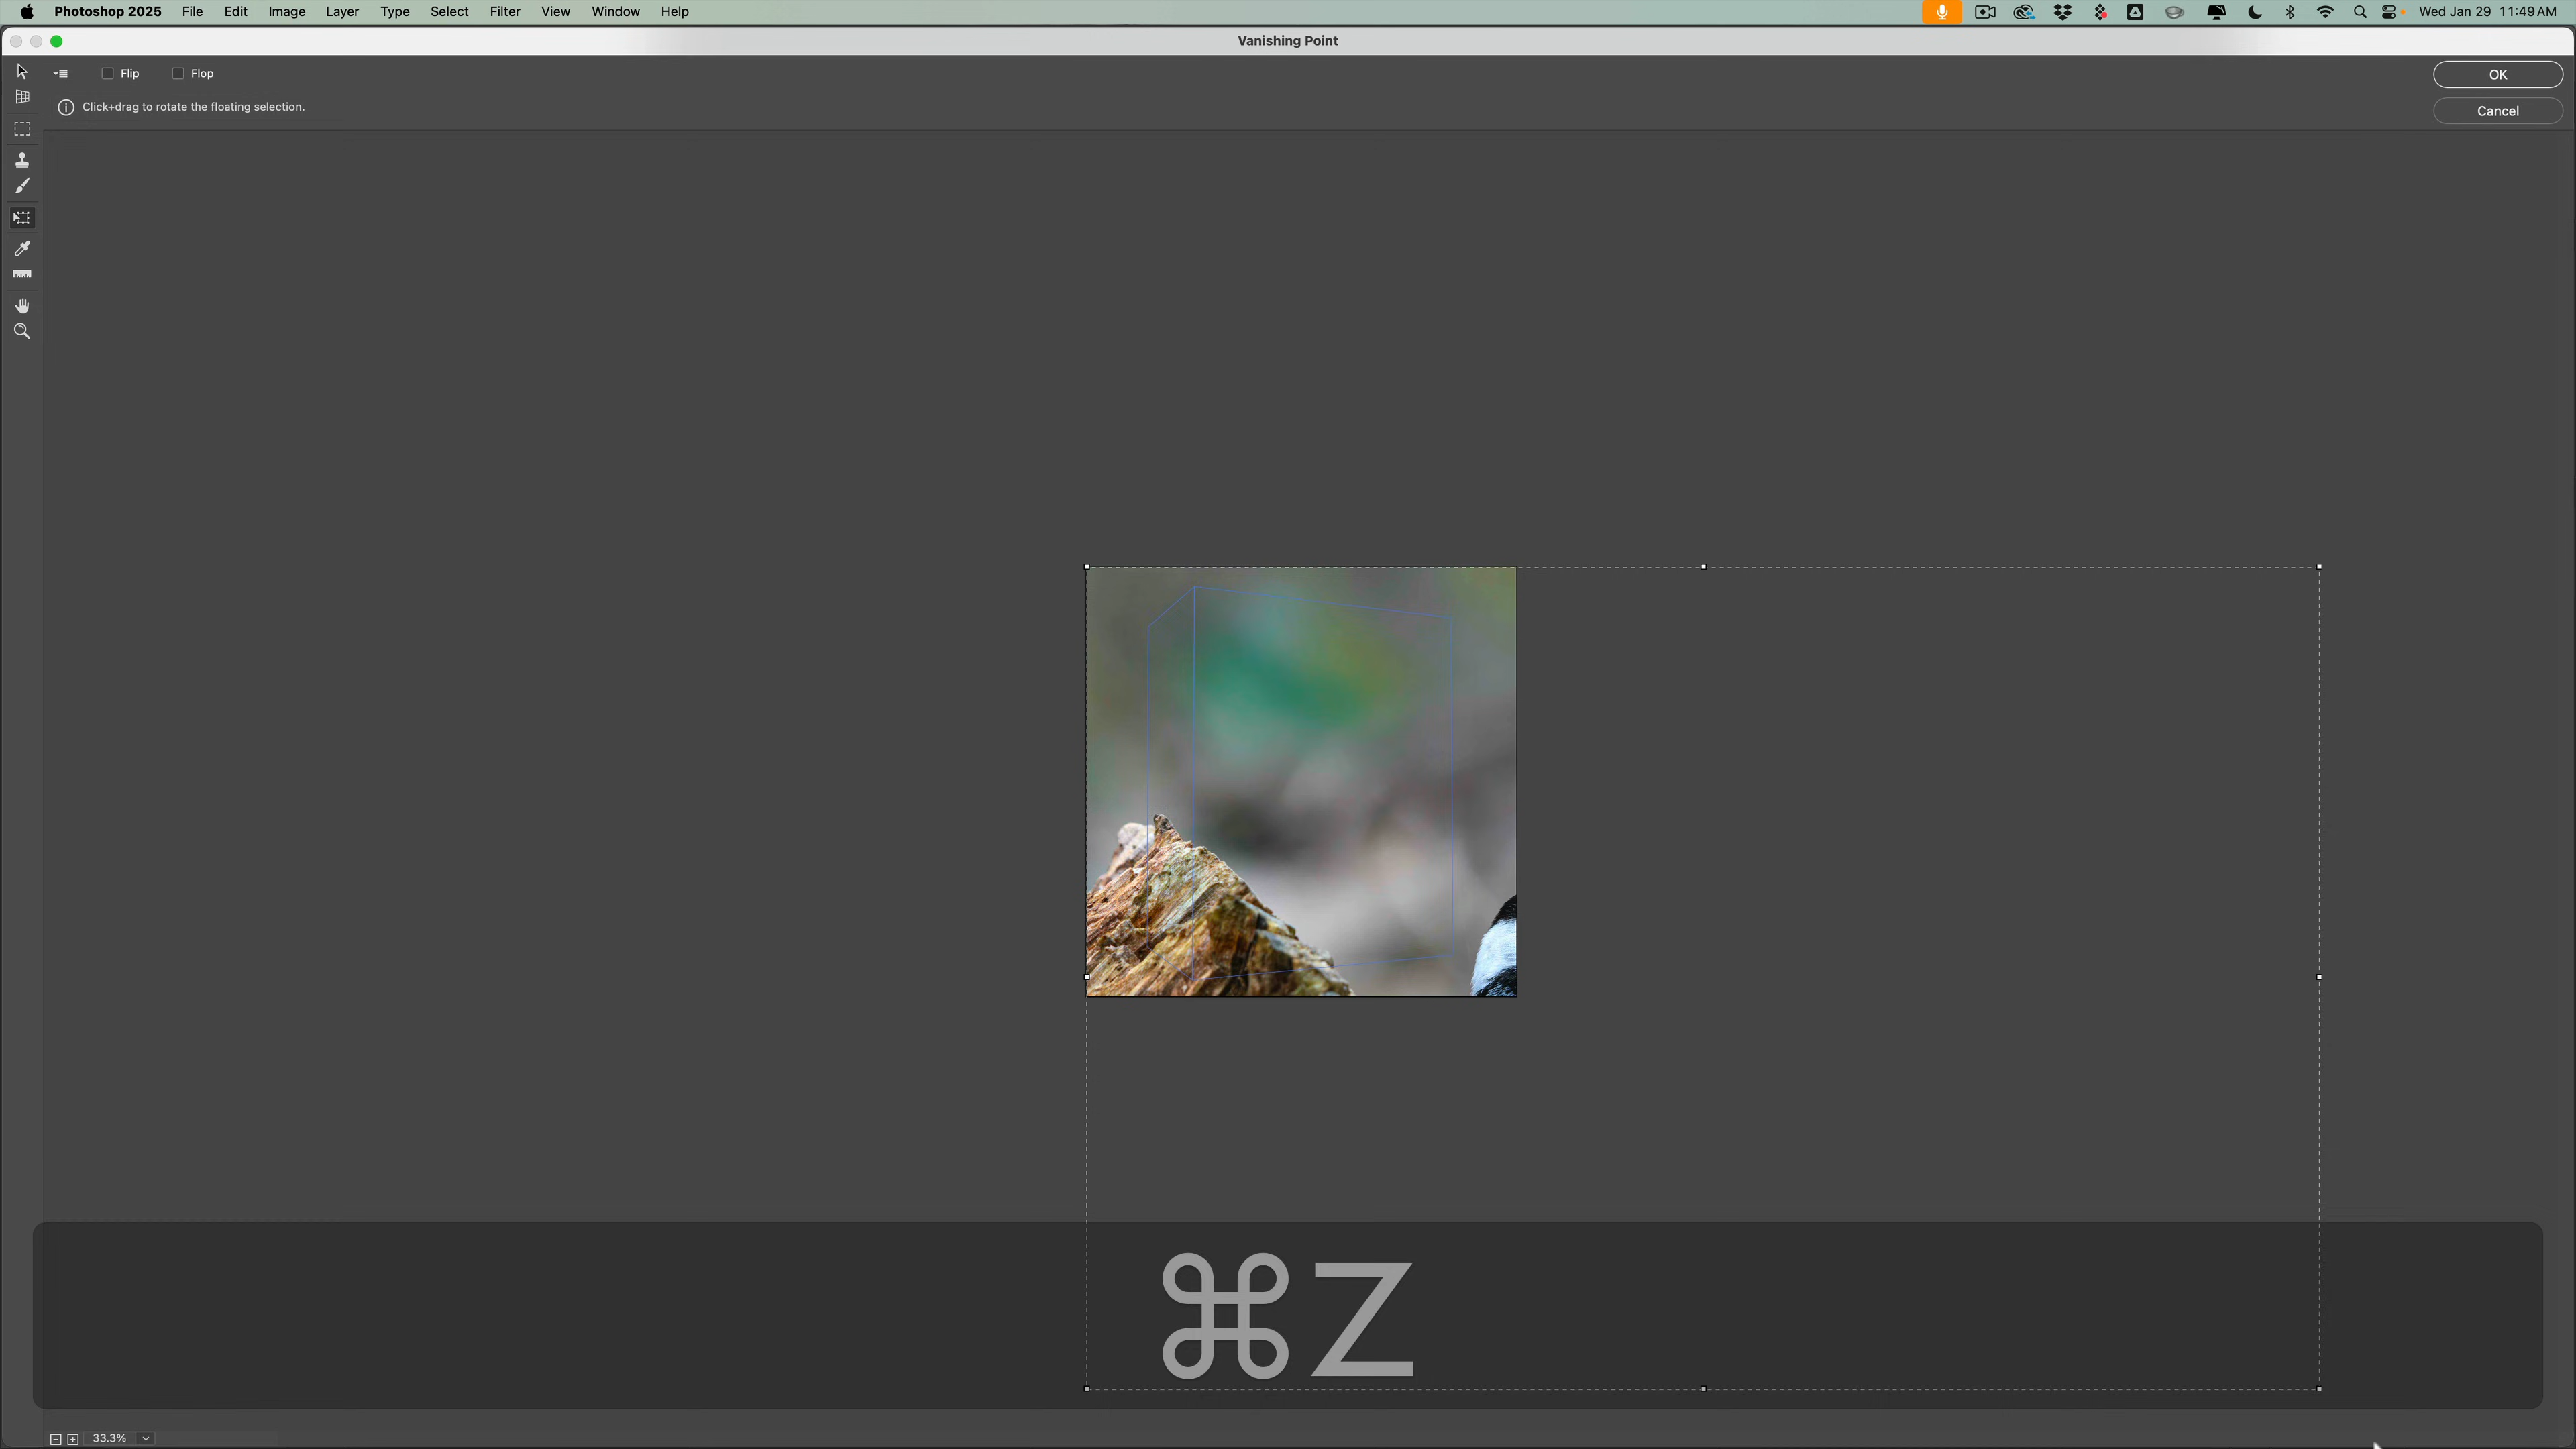 Photoshop 2025 File Edit Image Layer Type Select Filter View Window Help Wed Jan 29 11:49 AM
Vanishing Point
Flip Flop OK
Click+drag to rotate the floating selection.
Cancel
⌘Z
33.3%